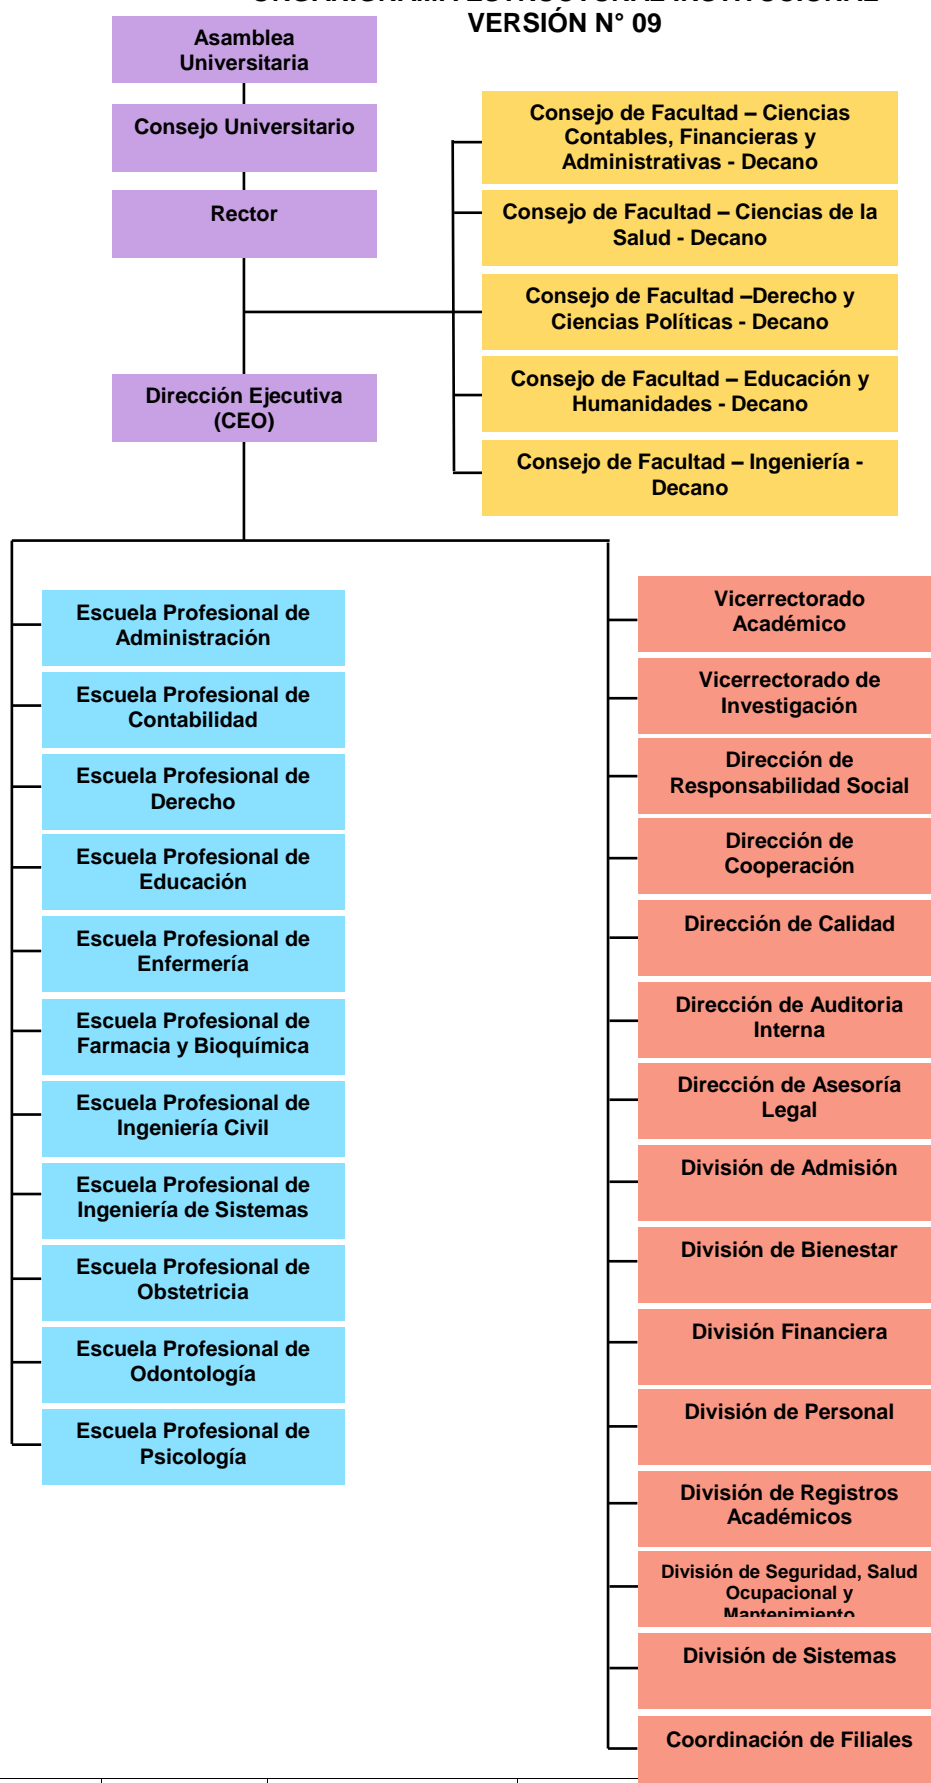 VERSIÓN N° 09
Asamblea
Universitaria
Consejo Universitario
Rector
Dirección Ejecutiva
(CEO)
Consejo de Facultad – Ciencias
Contables, Financieras y
Administrativas - Decano
Consejo de Facultad – Ciencias de la
Salud - Decano
Consejo de Facultad –Derecho y
Ciencias Políticas - Decano
Consejo de Facultad – Educación y
Humanidades - Decano
Consejo de Facultad – Ingeniería -
Decano
Escuela Profesional de
Administración
Escuela Profesional de
Contabilidad
Escuela Profesional de
Derecho
Escuela Profesional de
Educación
Escuela Profesional de
Enfermería
Escuela Profesional de
Farmacia y Bioquímica
Escuela Profesional de
Ingeniería Civil
Escuela Profesional de
Ingeniería de Sistemas
Escuela Profesional de
Obstetricia
Escuela Profesional de
Odontología
Escuela Profesional de
Psicología
Vicerrectorado
Académico
Vicerrectorado de
Investigación
Dirección de
Responsabilidad Social
Dirección de
Cooperación
Dirección de Calidad
Dirección de Auditoria
Interna
Dirección de Asesoría
Legal
División de Admisión
División de Bienestar
División Financiera
División de Personal
División de Registros
Académicos
División de Seguridad, Salud
Ocupacional y
Mantenimiento
División de Sistemas
Coordinación de Filiales